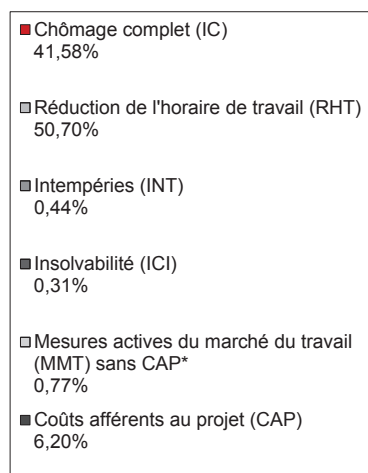 Chômage complet (IC)
41,58%
Réduction de l'horaire de travail (RHT)
50,70%
Intempéries (INT)
0,44%
Insolvabilité (ICI)
0,31%
Mesures actives du marché du travail
(MMT) sans CAP*
0,77%
Coûts afférents au projet (CAP)
6,20%